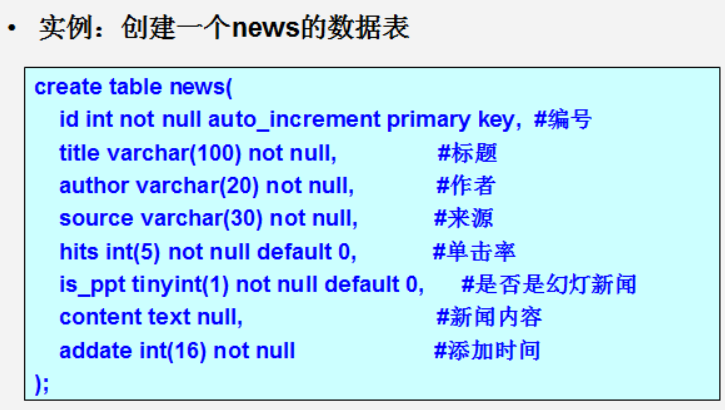 • 实例：创建一个news的数据表
create table news(
id int not null auto_increment primary key, #编号
title varchar(100) not null, #标题
author varchar(20) not null, #作者
source varchar(30) not null, #来源
hits int(5) not null default 0, #单击率
is_ppt tinyint(1) not null default 0, #是否是幻灯新闻
content text null, #新闻内容
addate int(16) not null #添加时间
);